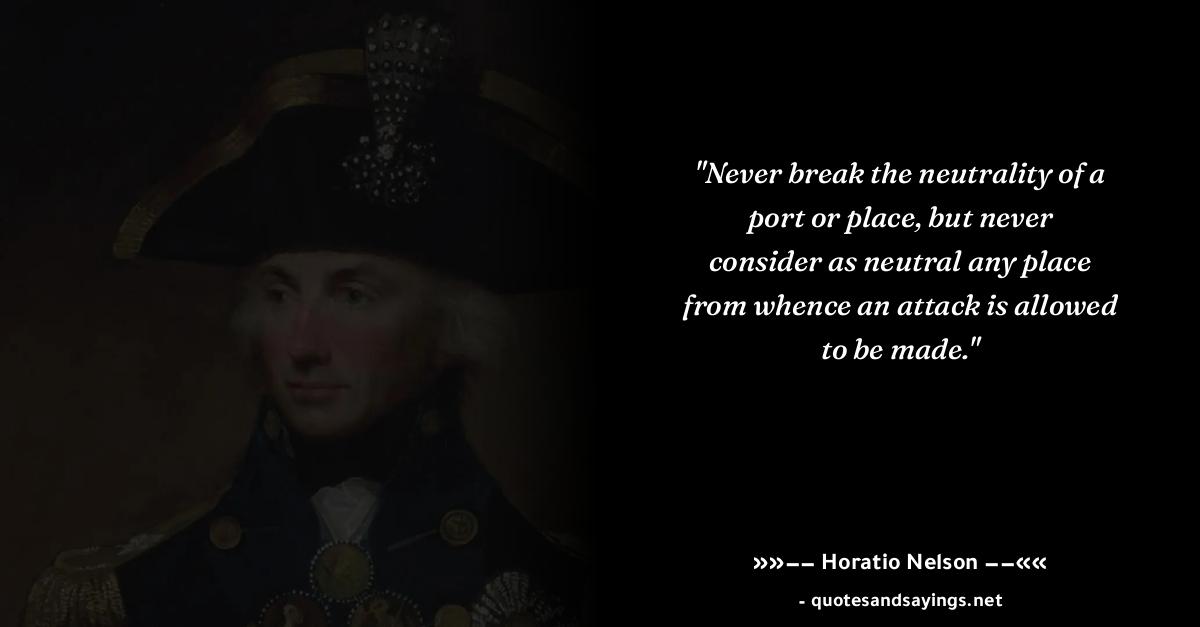 "Never break the neutrality of a
port or place, but never
consider as neutral any place
from whence an attack is allowed
to be made."
»»−− Horatio Nelson −−««
- quotesandsayings.net